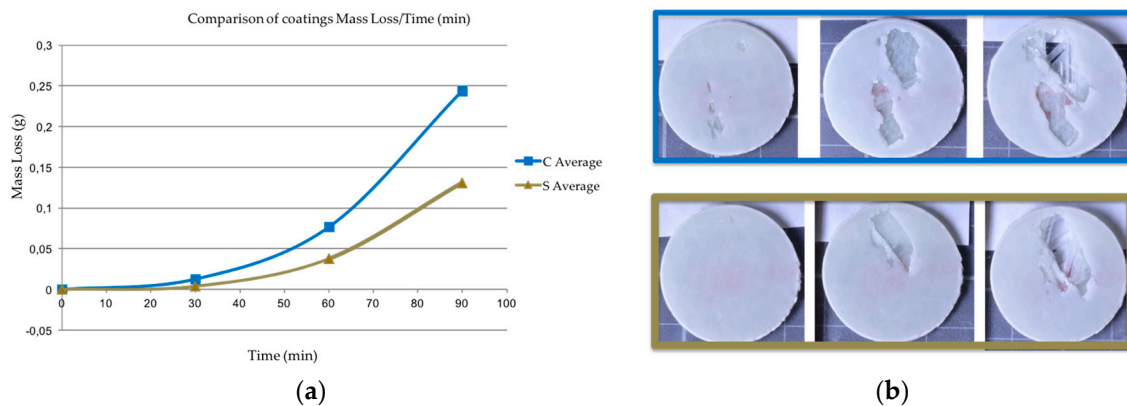 Comparison of coatings Mass Loss/Time (min)
0,3
0,25
0,2
0,15
0,1
0,05
0
-0,05
Mass Loss (g)
0 10 20 30 40 50 60 70 80 90 100
Time (min)
C Average
S Average
(a)
(b)